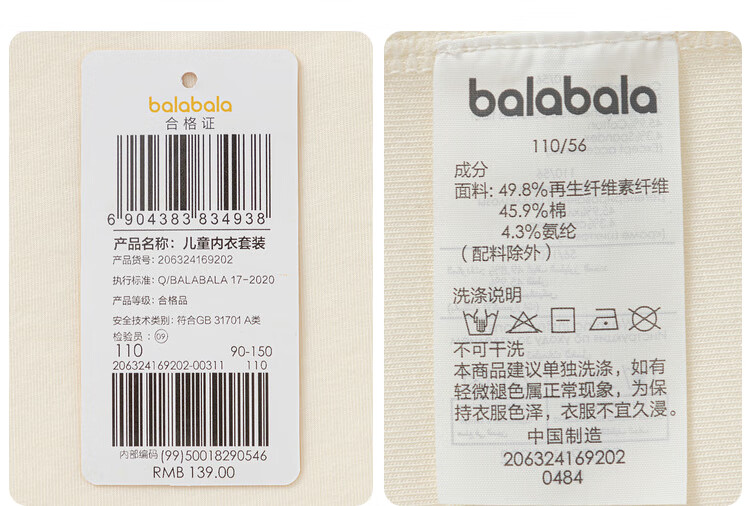 balabala
合格证
6 904383 834938
产品名称: 儿童内衣套装
产品货号: 206324169202
执行标准: Q/BALABALA 17-2020
产品等级: 合格品
安全技术类别: 符合GB 31701 A类
检验员: 09
110 90-150
206324169202-00311 110
内部编码 (99)50018290546
RMB 139.00
balabala
110/56
成分
面料: 49.8%再生纤维素纤维
45.9%棉
4.3%氨纶
(配料除外)
洗涤说明
不可干洗
本商品建议单独洗涤, 如有
轻微褪色属正常现象, 为保
持衣服色泽, 衣服不宜久浸。
中国制造
206324169202
0484